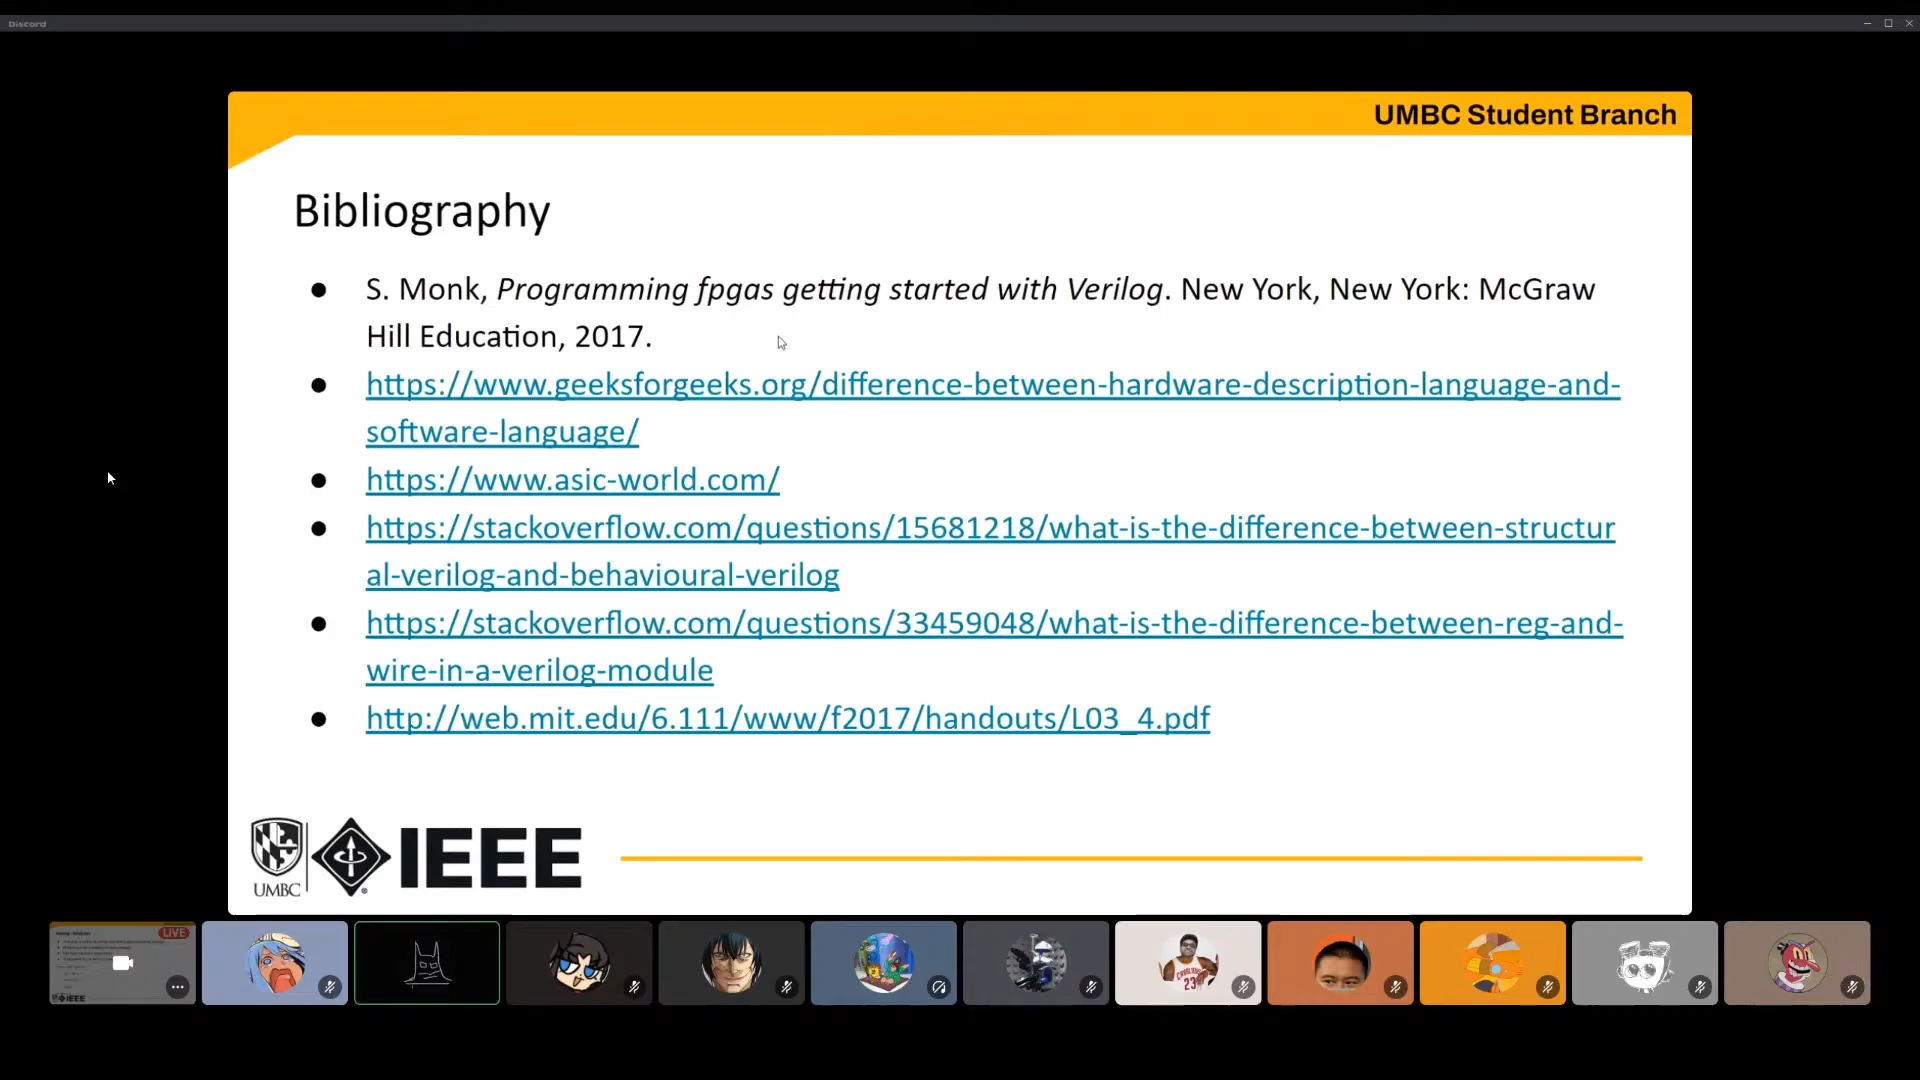 Discord
UMBC Student Branch
Bibliography
● S. Monk, Programming fpgas getting started with Verilog. New York, New York: McGraw
Hill Education, 2017.
● https://www.geeksforgeeks.org/difference-between-hardware-description-language-and-
software-language/
● https://www.asic-world.com/
● https://stackoverflow.com/questions/15681218/what-is-the-difference-between-structur
al-verilog-and-behavioural-verilog
● https://stackoverflow.com/questions/33459048/what-is-the-difference-between-reg-and-
wire-in-a-verilog-module
● http://web.mit.edu/6.111/www/f2017/handouts/L03_4.pdf
UMBC
IEEE
LIVE
IEEE
23